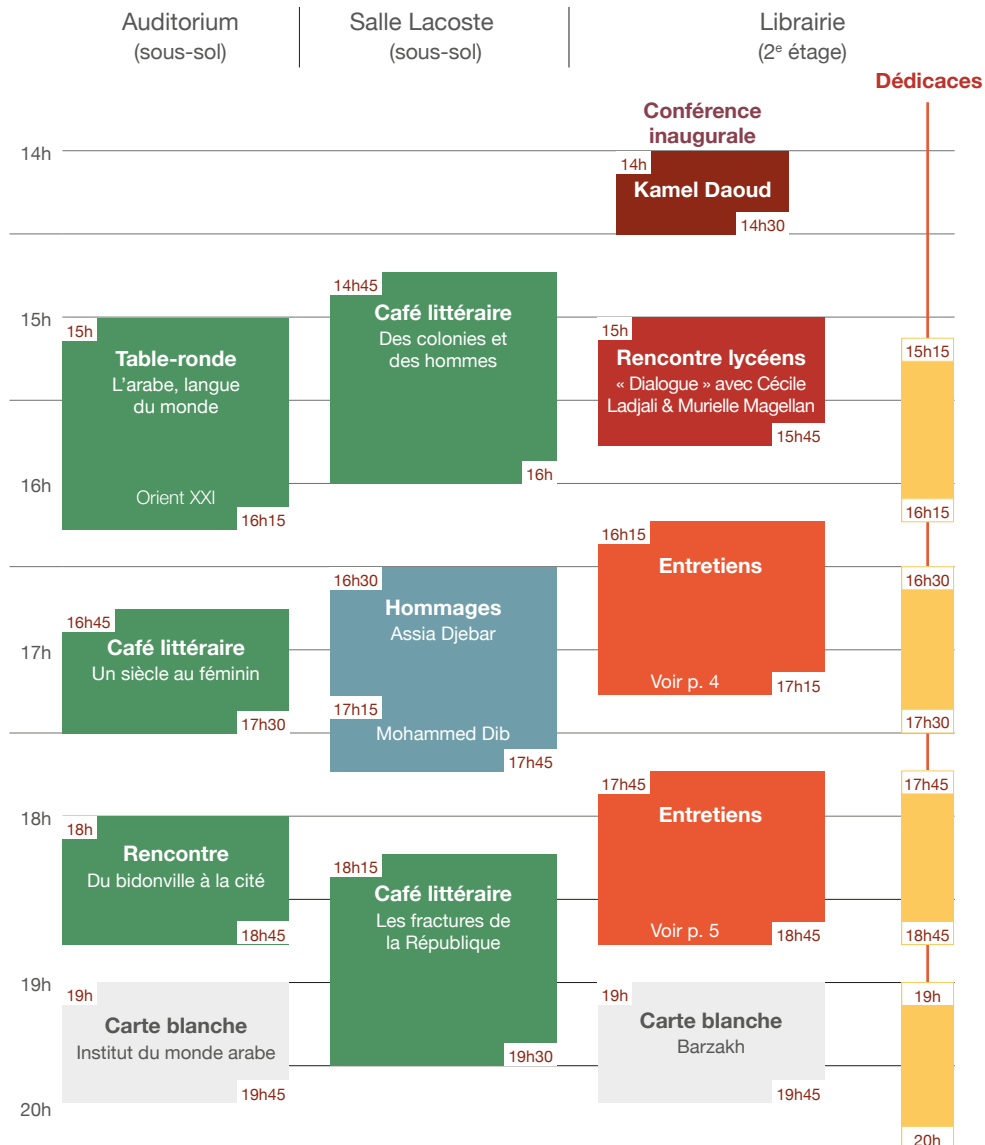 Auditorium
(sous-sol)
Salle Lacoste
(sous-sol)
Librairie
(2e étage)
Dédicaces
Conférence
inaugurale
14h
14h
Kamel Daoud
14h30
15h
15h
Table-ronde
L'arabe, langue
du monde
Orient XXI
16h15
14h45
Café littéraire
Des colonies et
des hommes
16h
15h
Rencontre lycéens
« Dialogue » avec Cécile
Ladjali & Murielle Magellan
15h45
15h15
16h15
16h
16h45
Café littéraire
Un siècle au féminin
17h30
16h30
Hommages
Assia Djebar
17h15
Mohammed Dib
17h45
16h15
Entretiens
Voir p. 4
17h15
16h30
17h30
17h
18h
18h
Rencontre
Du bidonville à la cité
18h45
18h15
Café littéraire
Les fractures de
la République
19h30
17h45
Entretiens
Voir p. 5
18h45
17h45
18h45
19h
19h
Carte blanche
Institut du monde arabe
19h45
19h
Carte blanche
Barzakh
19h45
19h
20h
20h